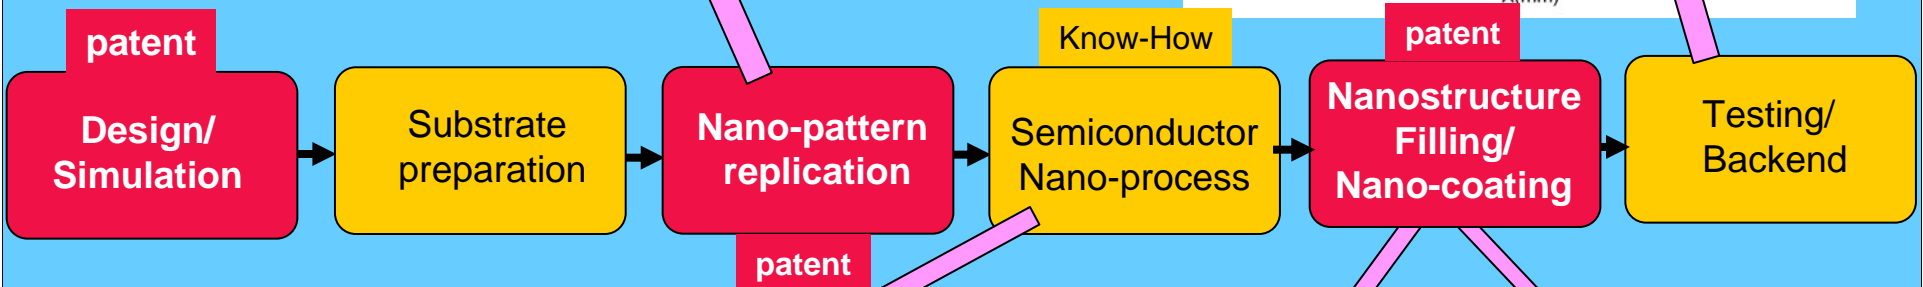 patent
Design/
Simulation
Substrate
preparation
Nano-pattern
replication
patent
Know-How
Semiconductor
Nano-process
patent
Nanostructure
Filling/
Nano-coating
Testing/
Backend